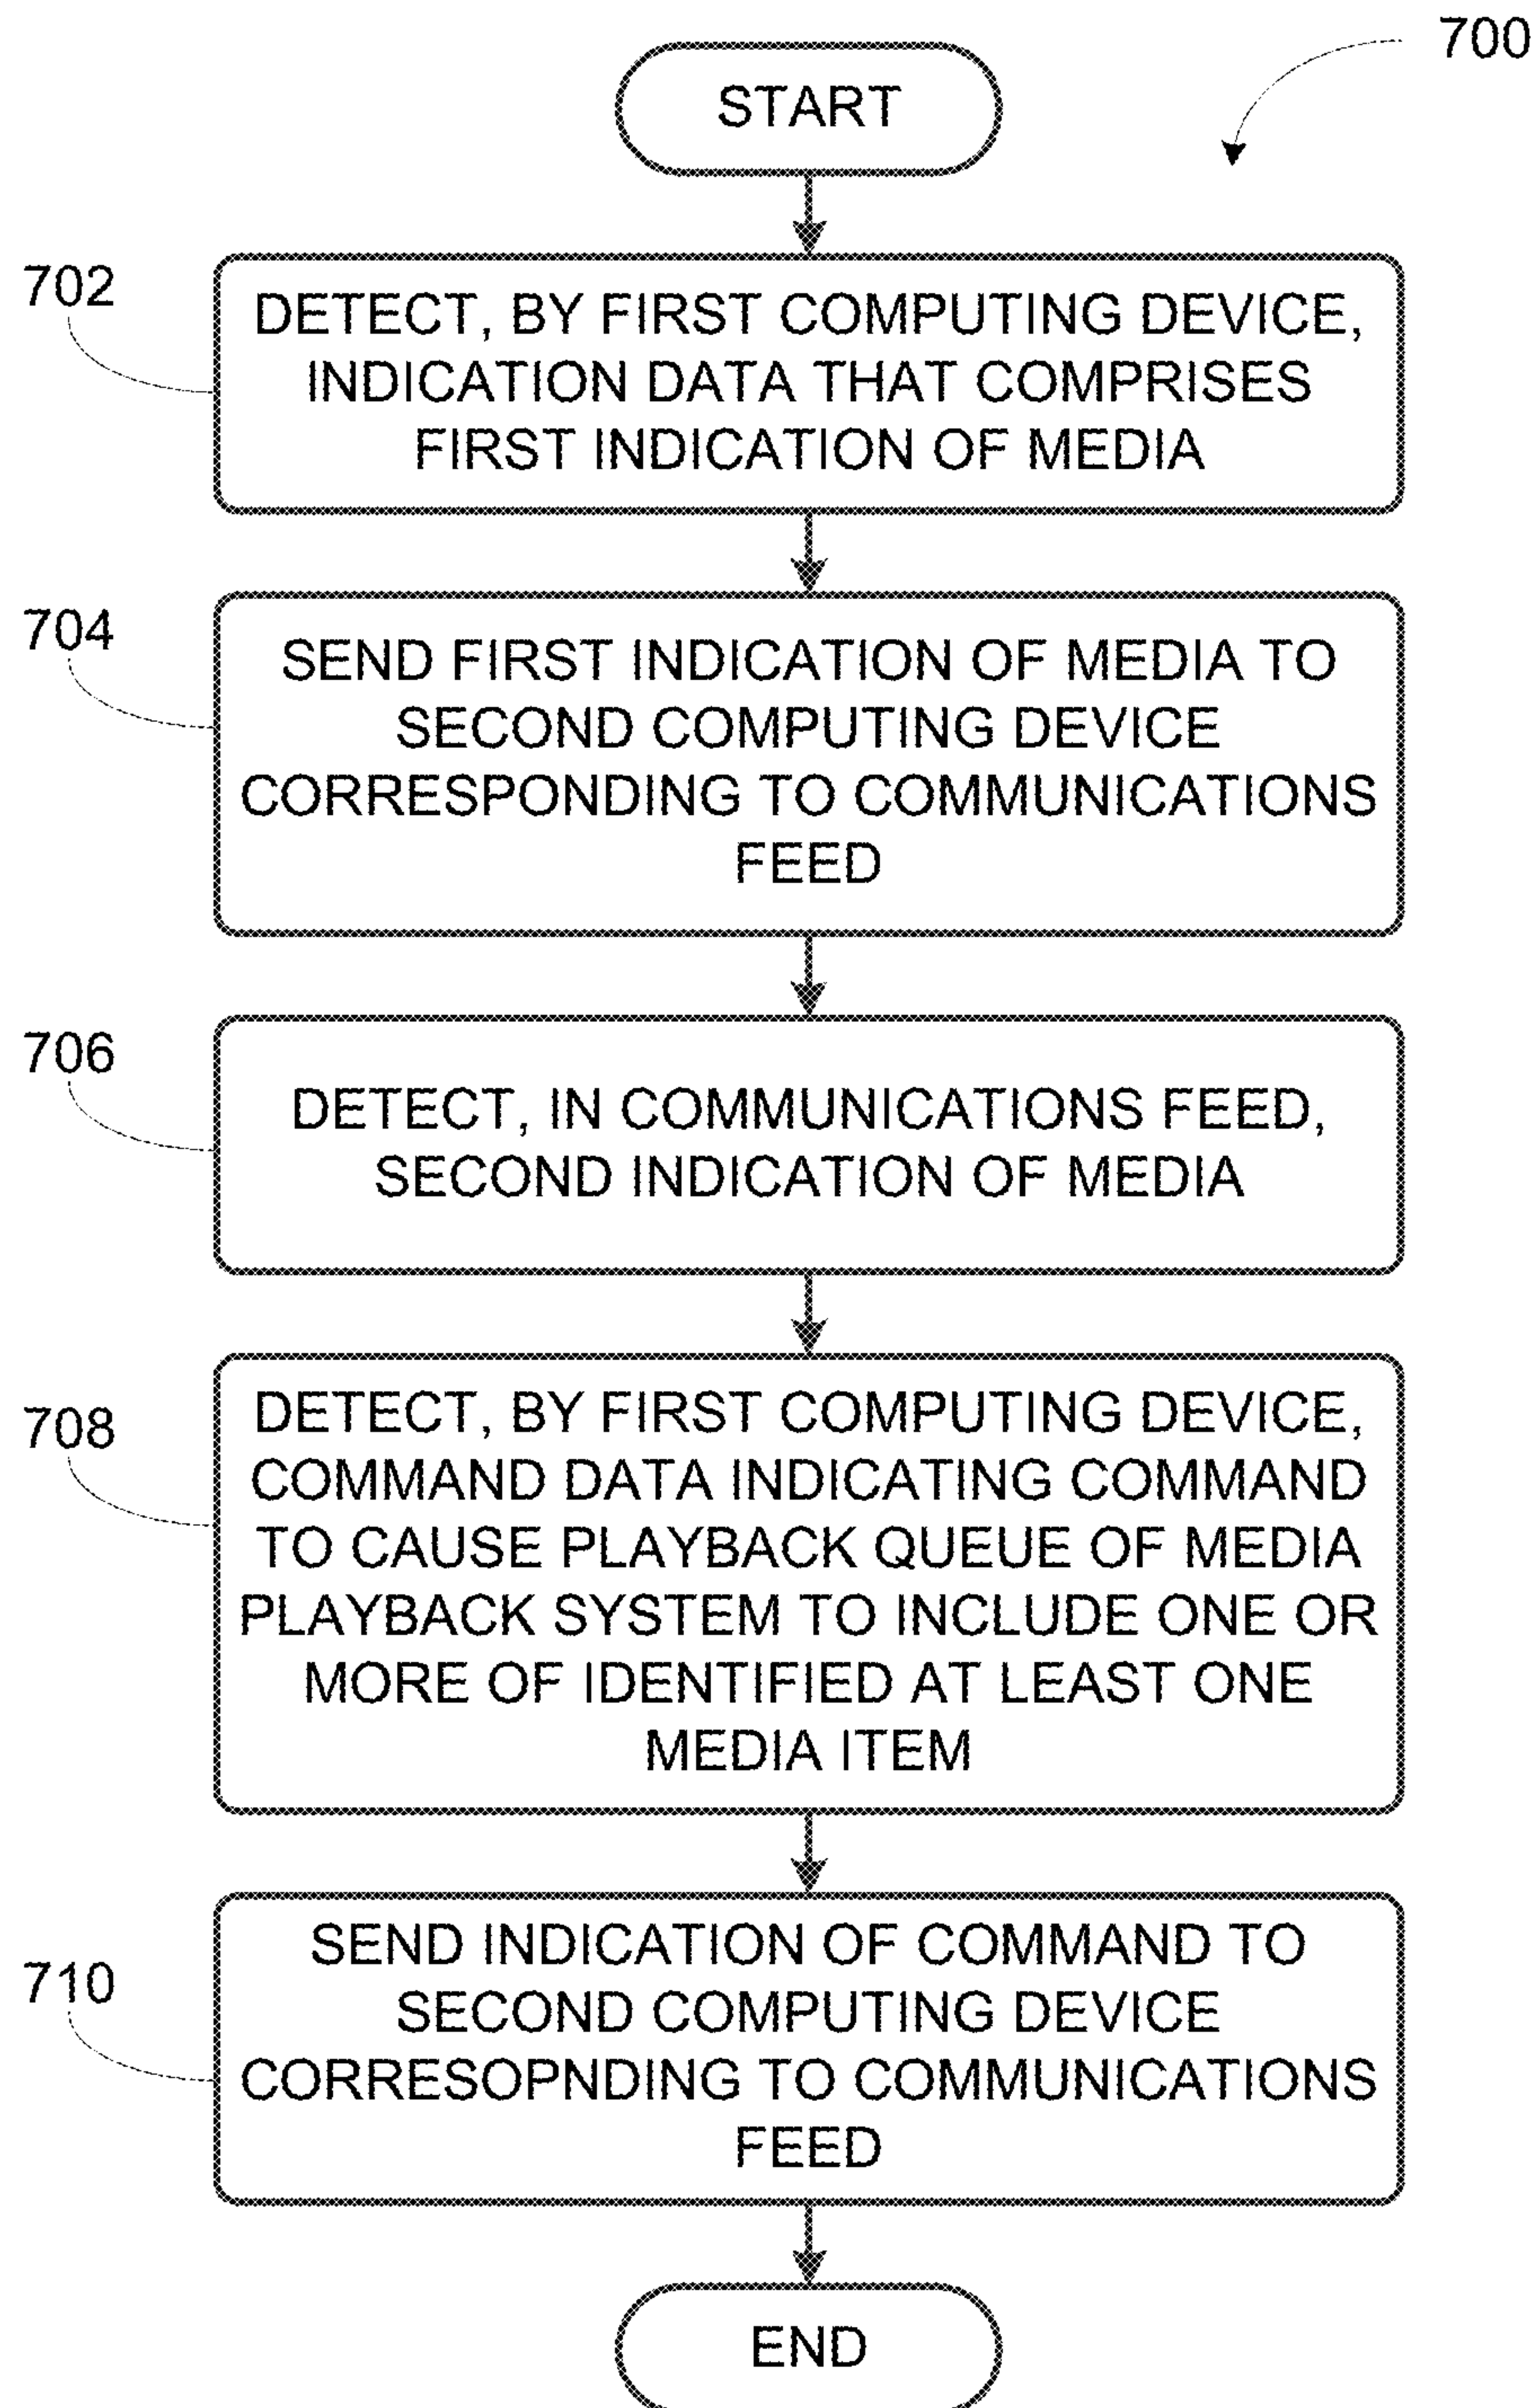 700
START
702
DETECT, BY FIRST COMPUTING DEVICE,
INDICATION DATA THAT COMPRISES
FIRST INDICATION OF MEDIA
704
SEND FIRST INDICATION OF MEDIA TO
SECOND COMPUTING DEVICE
CORRESPONDING TO COMMUNICATIONS
FEED
706
DETECT, IN COMMUNICATIONS FEED,
SECOND INDICATION OF MEDIA
708
DETECT, BY FIRST COMPUTING DEVICE,
COMMAND DATA INDICATING COMMAND
TO CAUSE PLAYBACK QUEUE OF MEDIA
PLAYBACK SYSTEM TO INCLUDE ONE OR
MORE OF IDENTIFIED AT LEAST ONE
MEDIA ITEM
710
SEND INDICATION OF COMMAND TO
SECOND COMPUTING DEVICE
CORRESOPNDING TO COMMUNICATIONS
FEED
END